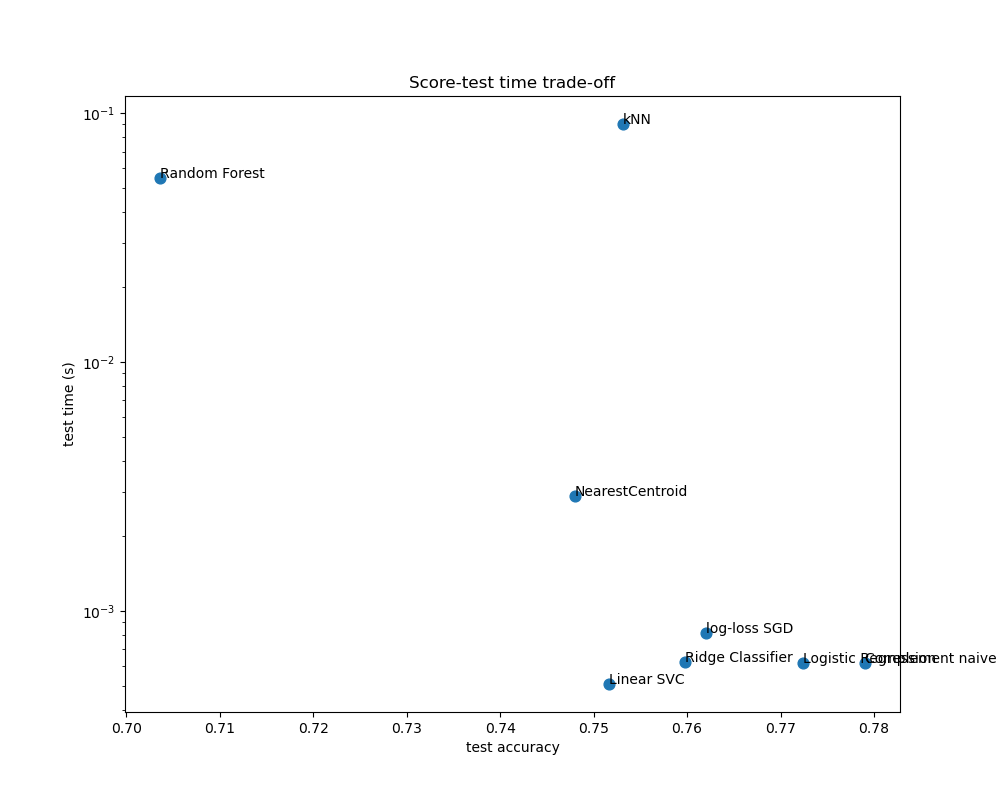 Score-test time trade-off
10⁻¹
kNN
Random Forest
10⁻²
test time (s)
NearestCentroid
10⁻³
log-loss SGD
Ridge Classifier
Logistic Regression
Complement naive
Linear SVC
0.70 0.71 0.72 0.73 0.74 0.75 0.76 0.77 0.78
test accuracy